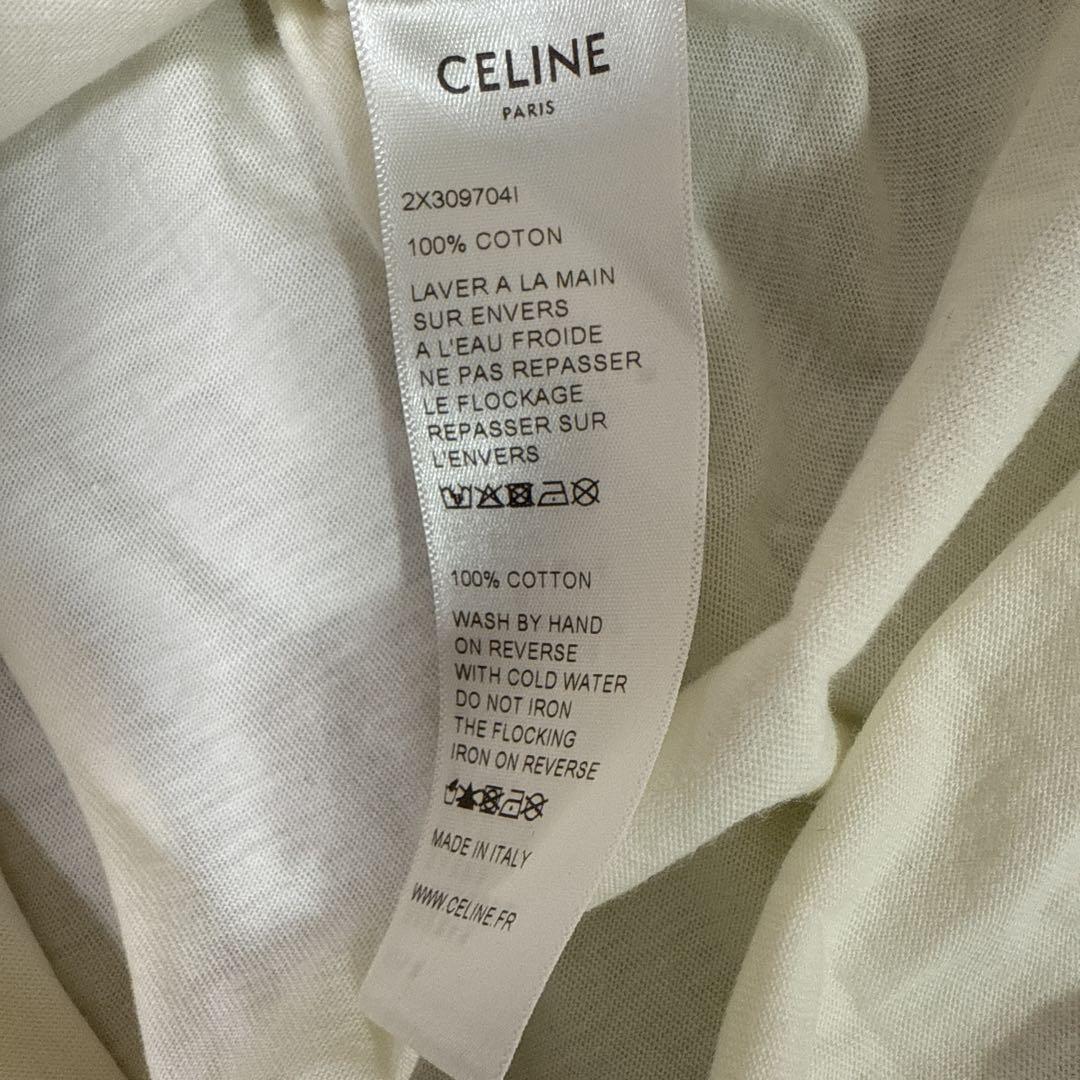 CELINE
PARIS
2X309704I
100% COTON
LAVER A LA MAIN
SUR ENVERS
A L'EAU FROIDE
NE PAS REPASSER
LE FLOCKAGE
REPASSER SUR
L'ENVERS
100% COTTON
WASH BY HAND
ON REVERSE
WITH COLD WATER
DO NOT IRON
THE FLOCKING
IRON ON REVERSE
MADE IN ITALY
WWW.CELINE.FR